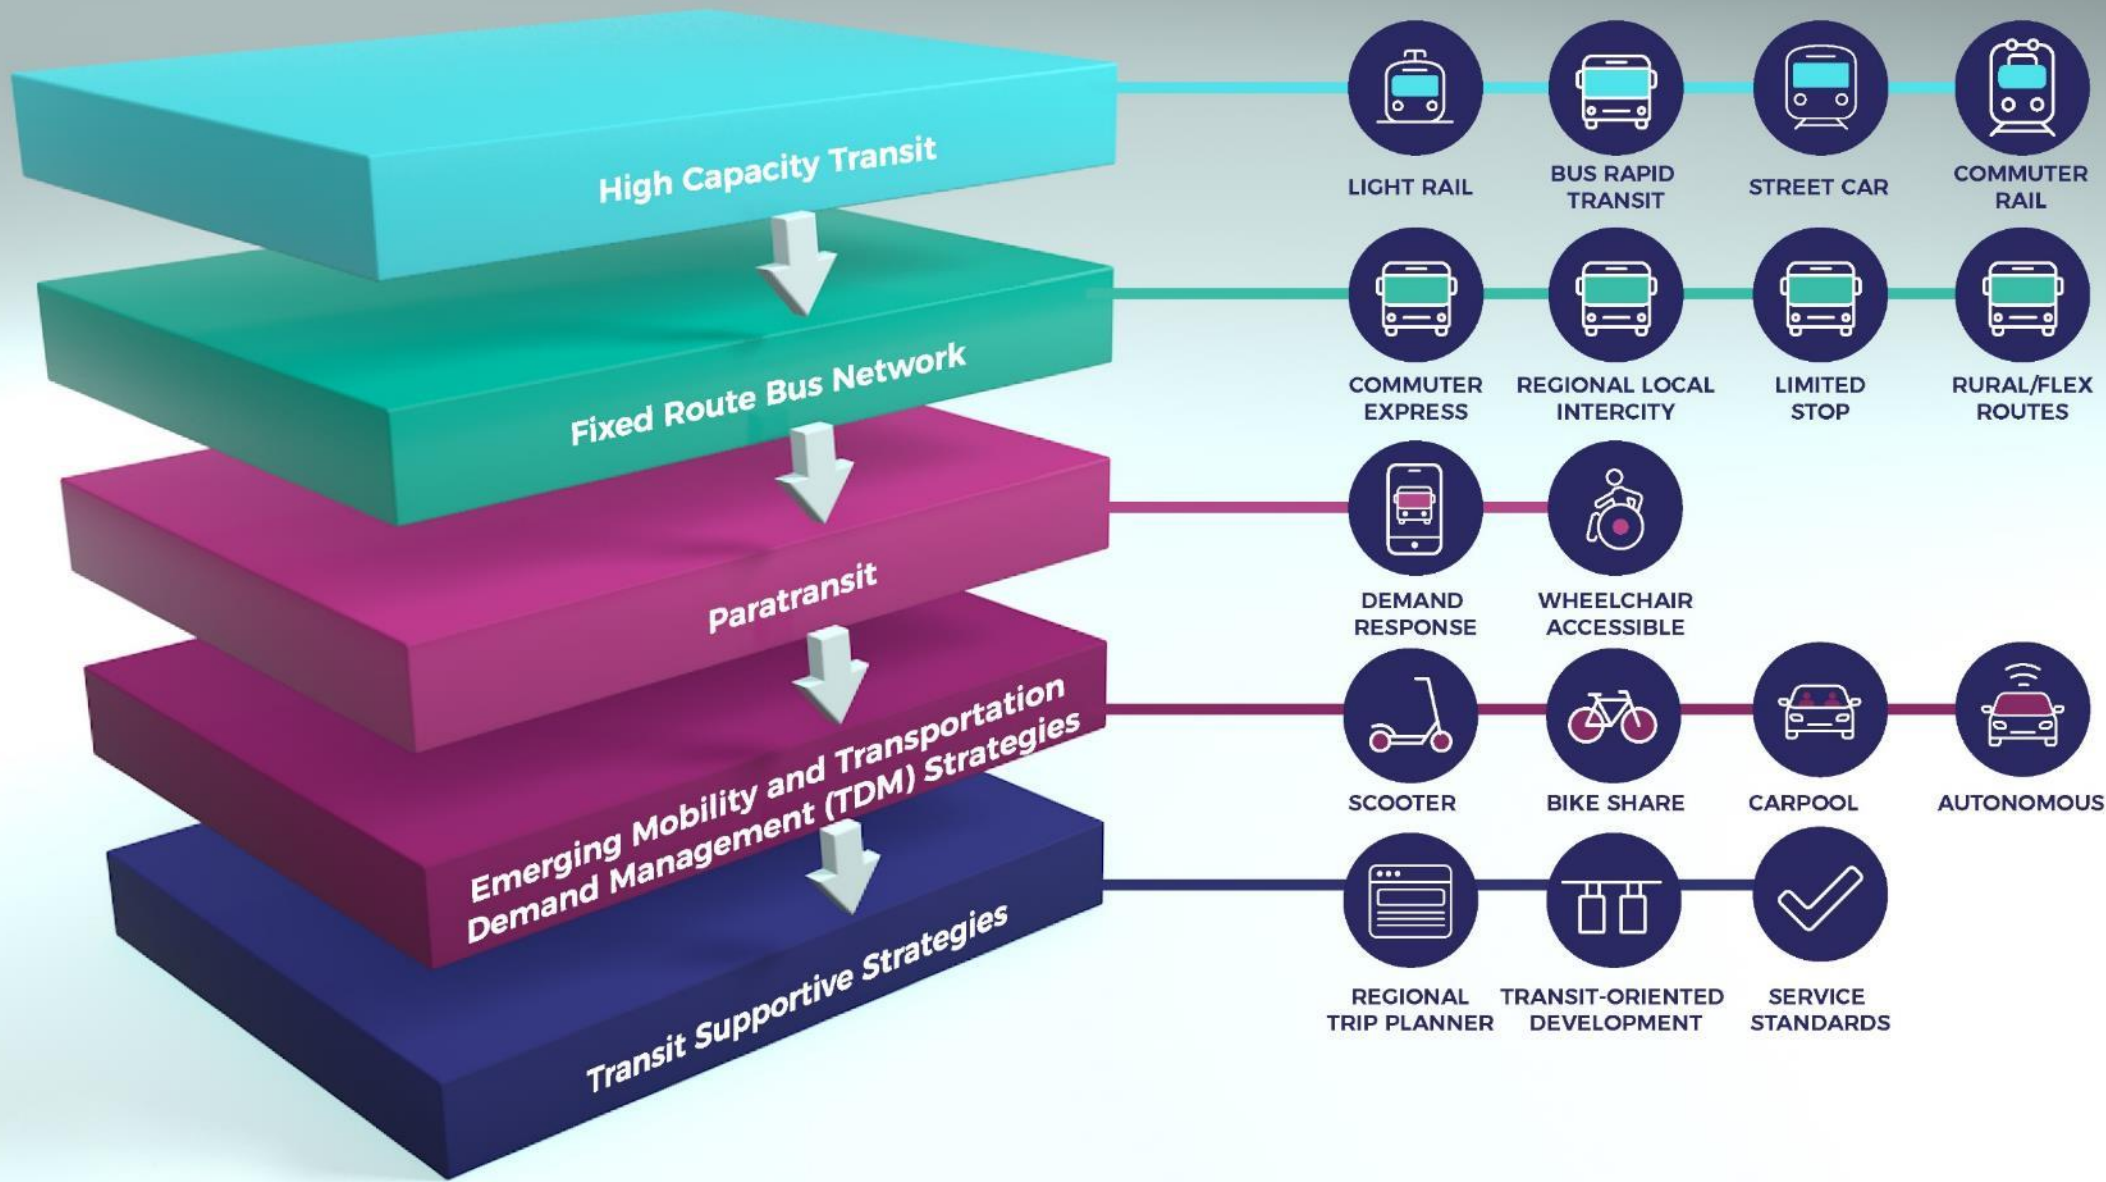 High Capacity Transit
LIGHT RAIL
BUS RAPID
TRANSIT
STREET CAR
COMMUTER
RAIL
Fixed Route Bus Network
COMMUTER
EXPRESS
REGIONAL LOCAL
INTERCITY
LIMITED
STOP
RURAL/FLEX
ROUTES
Paratransit
DEMAND
RESPONSE
WHEELCHAIR
ACCESSIBLE
Emerging Mobility and Transportation
Demand Management (TDM) Strategies
SCOOTER
BIKE SHARE
CARPOOL
AUTONOMOUS
Transit Supportive Strategies
REGIONAL
TRIP PLANNER
TRANSIT-ORIENTED
DEVELOPMENT
SERVICE
STANDARDS